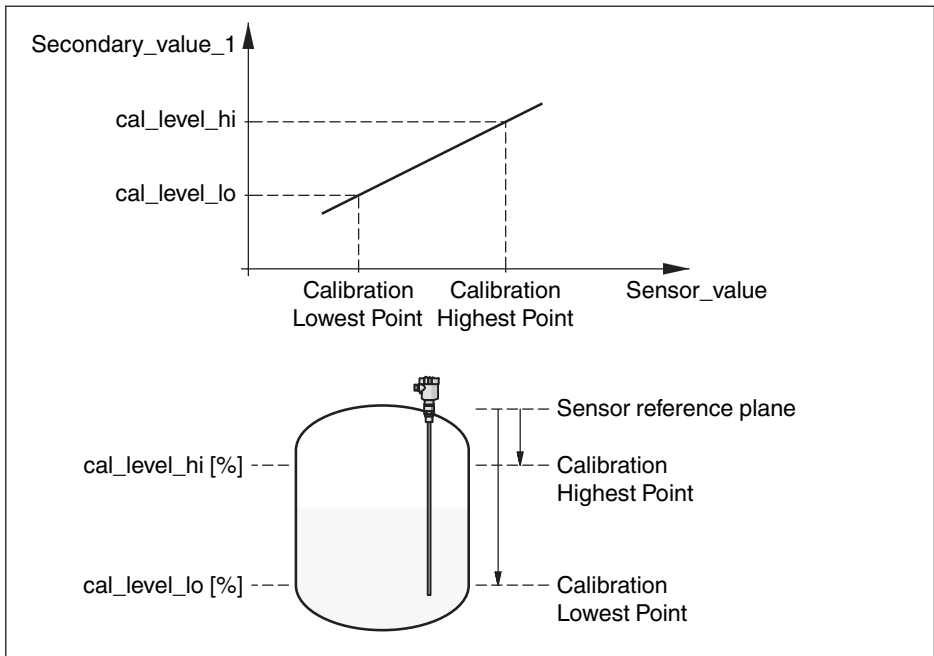 Secondary_value_1
cal_level_hi
cal_level_lo
Calibration
Lowest Point
Calibration
Highest Point
Sensor_value
Sensor reference plane
cal_level_hi [%]
Calibration
Highest Point
cal_level_lo [%]
Calibration
Lowest Point